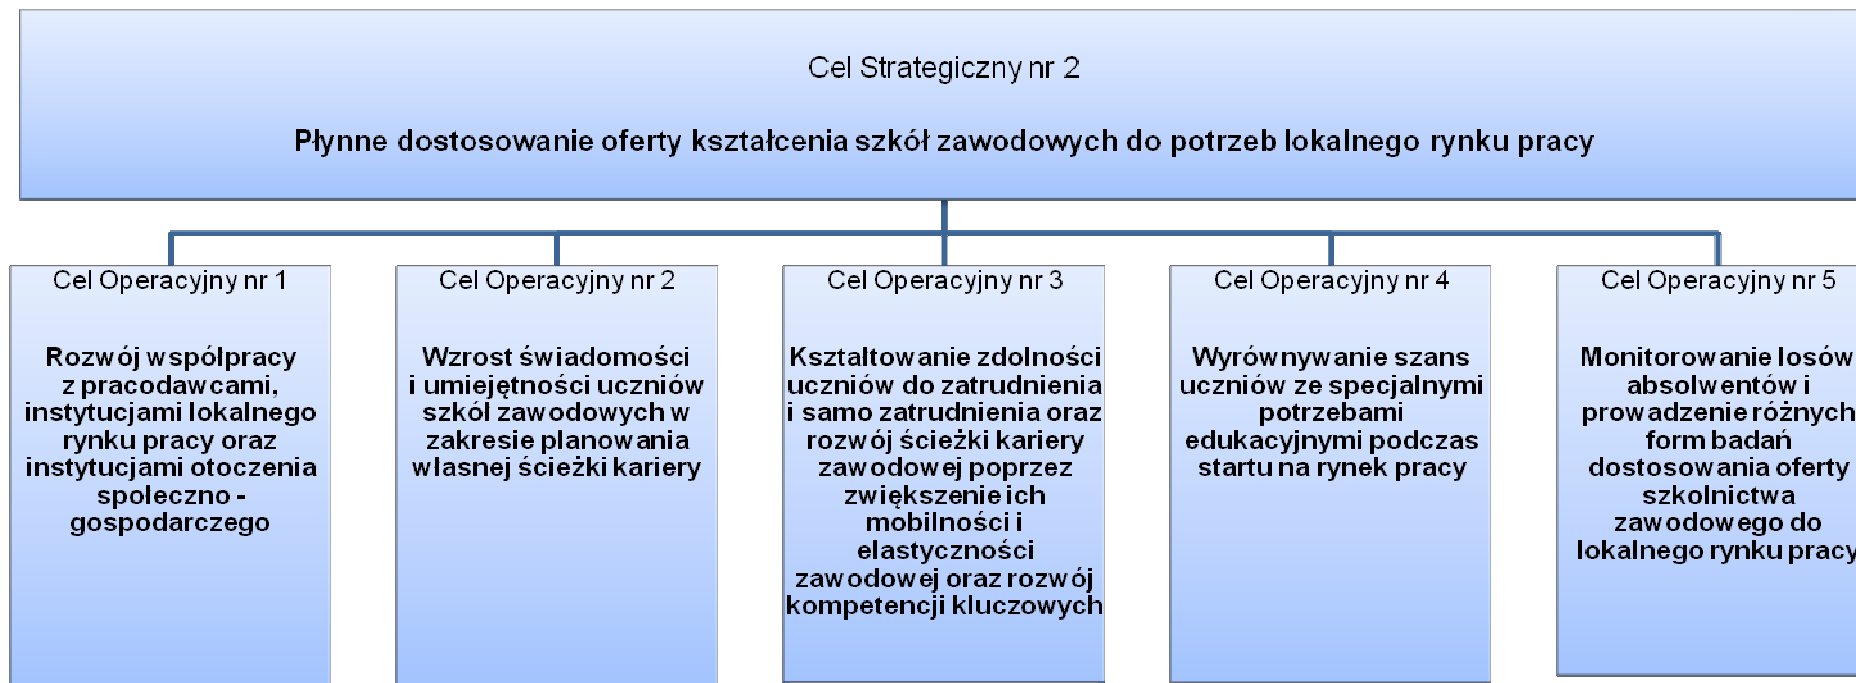 Cel Strategiczny nr 2
Płynne dostosowanie oferty kształcenia szkół zawodowych do potrzeb lokalnego rynku pracy
Cel Operacyjny nr 1
Rozwój współpracy
z pracodawcami,
instytucjami lokalnego
rynku pracy oraz
instytucjami otoczenia
społeczno -
gospodarczego
Cel Operacyjny nr 2
Wzrost świadomości
i umiejętności uczniów
szkół zawodowych w
zakresie planowania
własnej ścieżki kariery
Cel Operacyjny nr 3
Kształtowanie zdolności
uczniów do zatrudnienia
i samo zatrudnienia oraz
rozwój ścieżki kariery
zawodowej poprzez
zwiększenie ich
mobilności i
elastyczności
zawodowej oraz rozwój
kompetencji kluczowych
Cel Operacyjny nr 4
Wyrównywanie szans
uczniów ze specjalnymi
potrzebami
edukacyjnymi podczas
startu na rynek pracy
Cel Operacyjny nr 5
Monitorowanie losów
absolwentów i
prowadzenie różnych
form badań
dostosowania oferty
szkolnictwa
zawodowego do
lokalnego rynku pracy